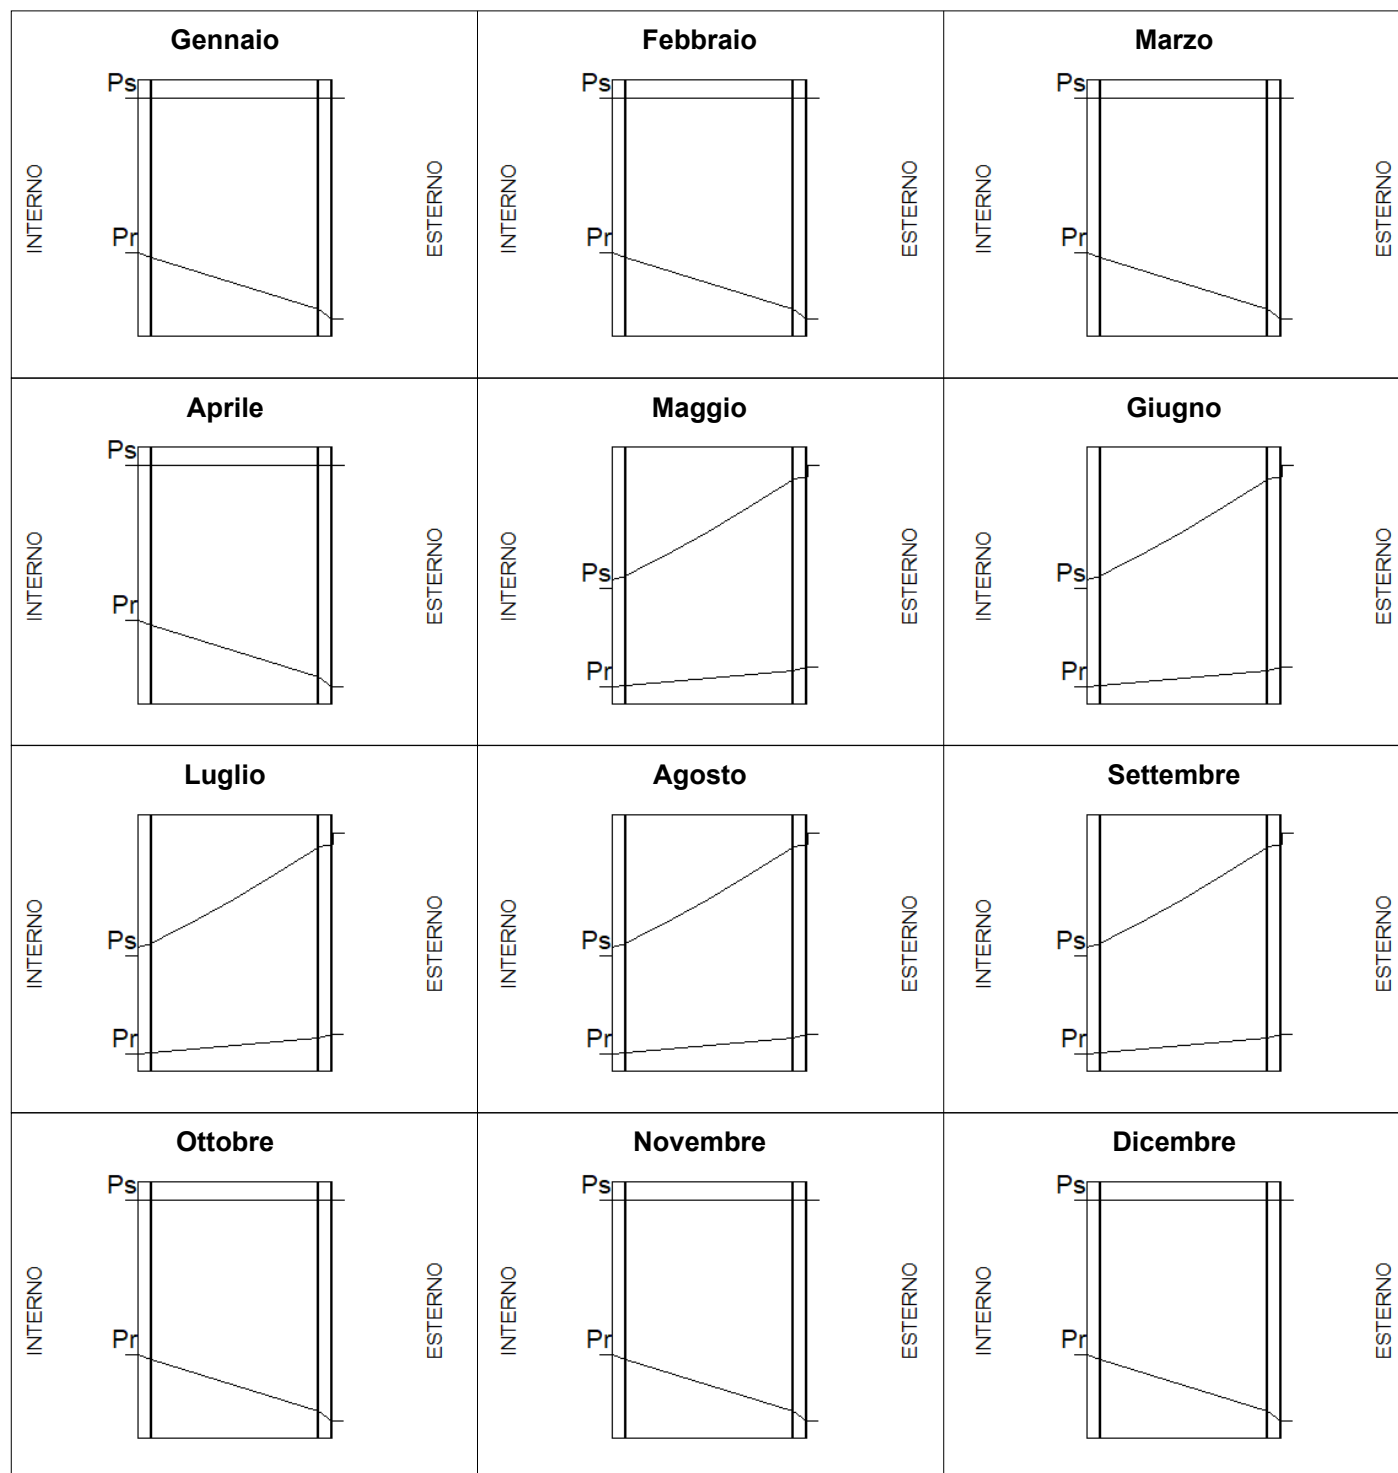 Gennaio
Ps
Pr
INTERNO
ESTERNO
Febbraio
Ps
Pr
INTERNO
ESTERNO
Marzo
Ps
Pr
INTERNO
ESTERNO
Aprile
Ps
Pr
INTERNO
ESTERNO
Maggio
Ps
Pr
INTERNO
ESTERNO
Giugno
Ps
Pr
INTERNO
ESTERNO
Luglio
Ps
Pr
INTERNO
ESTERNO
Agosto
Ps
Pr
INTERNO
ESTERNO
Settembre
Ps
Pr
INTERNO
ESTERNO
Ottobre
Ps
Pr
INTERNO
ESTERNO
Novembre
Ps
Pr
INTERNO
ESTERNO
Dicembre
Ps
Pr
INTERNO
ESTERNO